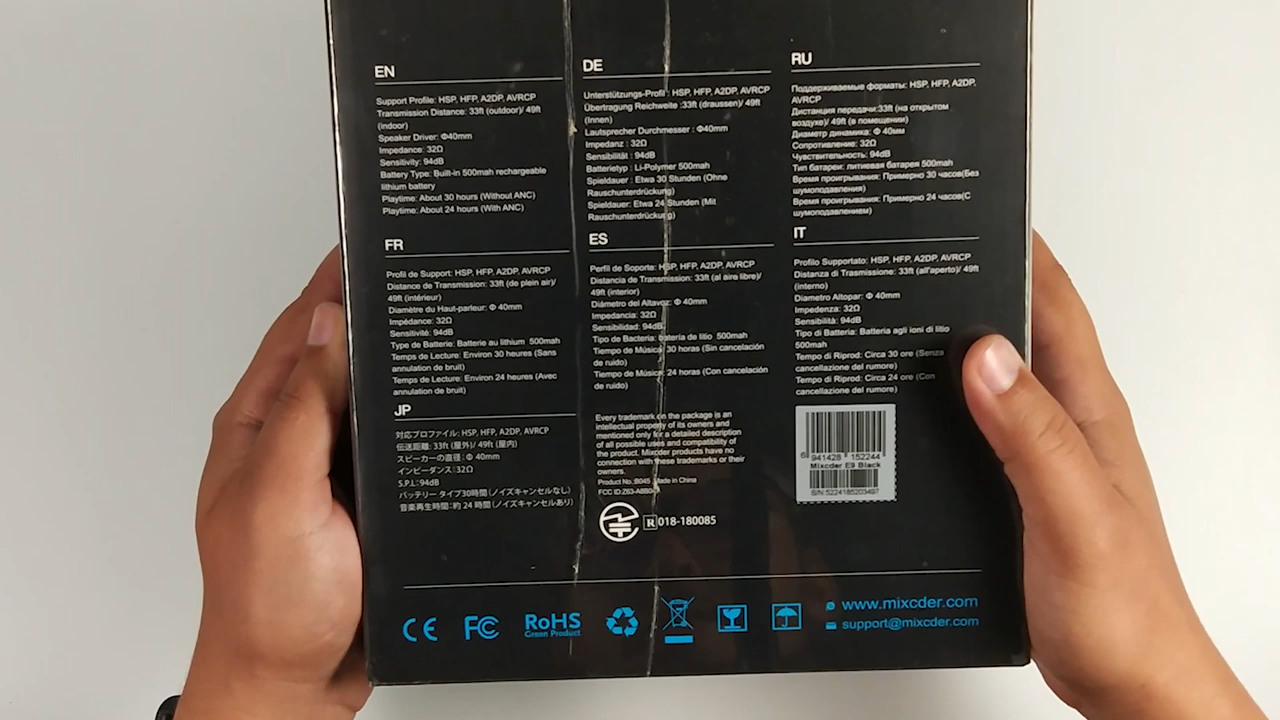 EN
Support Profile: HSP, HFP, A2DP, AVRCP
Transmission Distance: 33ft (outdoor)/ 49ft
(indoor)
Speaker Driver: Φ40mm
Impedance: 32Ω
Sensitivity: 94dB
Battery Type: Built-in 500mah rechargeable
lithium battery
Playtime: About 30 hours (Without ANC)
Playtime: About 24 hours (With ANC)
DE
Unterstützungs-Profil : HSP, HFP, A2DP, AVRCP
Übertragung Reichweite :33ft (draussen)/ 49ft
(Innen)
Lautsprecher Durchmesser : Φ40mm
Impedanz : 32Ω
Sensibilität : 94dB
Batterietyp : Li-Polymer 500mah
Spieldauer : Etwa 30 Stunden (Ohne
Rauschunterdrückung)
Spieldauer: Etwa 24 Stunden (Mit
Rauschunterdrückung)
RU
Поддерживаемые форматы: HSP, HFP, A2DP,
AVRCP
Дистанция передачи:33ft (на открытом
воздухе)/ 49ft (в помещении)
Диаметр динамика: Φ 40мм
Сопротивление: 32Ω
Чувствительность: 94dB
Тип батареи: литиевая батарея 500mah
Время проигрывания: Примерно 30 часов(Без
шумоподавления)
Время проигрывания: Примерно 24 часов(С
шумоподавлением)
FR
Profil de Support: HSP, HFP, A2DP, AVRCP
Distance de Transmission: 33ft (de plein air)/
49ft (intérieur)
Diamètre du Haut-parleur: Φ 40mm
Impédance: 32Ω
Sensitivité: 94dB
Type de Batterie: Batterie au lithium 500mah
Temps de Lecture: Environ 30 heures (Sans
annulation de bruit)
Temps de Lecture: Environ 24 heures (Avec
annulation de bruit)
ES
Perfil de Soporte: HSP, HFP, A2DP, AVRCP
Distancia de Transmisión: 33ft (al aire libre)/
49ft (interior)
Diámetro del Altavoz: Φ 40mm
Impedancia: 32Ω
Sensibilidad: 94dB
Tipo de Bacteria: bateria de litio 500mah
Tiempo de Música: 30 horas (Sin cancelación
de ruido)
Tiempo de Música: 24 horas (Con cancelación
de ruido)
IT
Profilo Supportato: HSP, HFP, A2DP, AVRCP
Distanza di Trasmissione: 33ft (all'aperto)/ 49ft
(interno)
Diametro Altopar: Φ 40mm
Impedenza: 32Ω
Sensibilità: 94dB
Tipo di Batteria: Batteria agli ioni di litio
500mah
Tempo di Riprod: Circa 30 ore (Senza
cancellazione del rumore)
Tempo di Riprod: Circa 24 ore (Con
cancellazione del rumore)
JP
対応プロファイル: HSP, HFP, A2DP, AVRCP
伝送距離: 33ft (屋外)/ 49ft (屋内)
スピーカーの直径: Φ 40mm
インピーダンス:32Ω
S.P.L:94dB
バッテリー タイプ30時間 (ノイズキャンセルなし)
音楽再生時間:約 24 時間 (ノイズキャンセルあり)
Every trademark on the package is an
intellectual property of its owners and
mentioned only for a detailed description
of all possible uses and compatibility of
the product. Mixcder products have no
connection with these trademarks or their
owners.
Product No.:B045 Made in China
FCC ID:
R 018-180085
6 941428 152244
Mixcder E9 Black
S/N:5224185203497
CE FC RoHS
Green Product
www.mixcder.com
support@mixcder.com